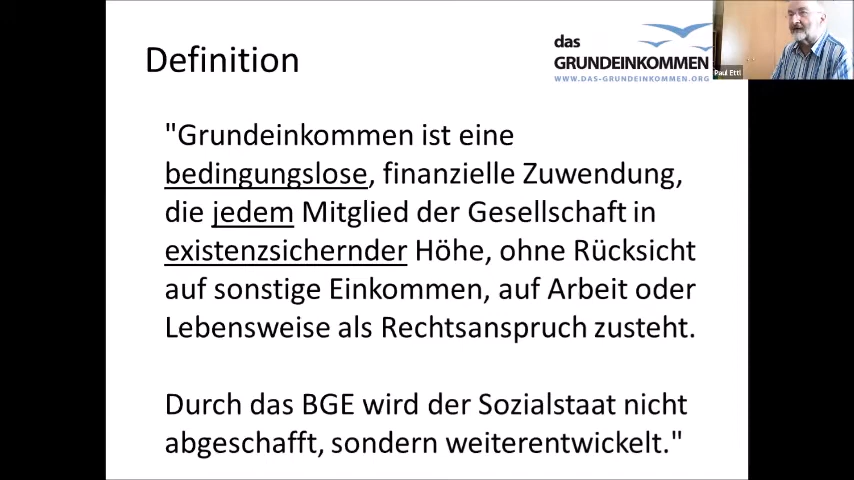 Definition
das
GRUNDEINKOMMEN
WWW.DAS-GRUNDEINKOMMEN.ORG
Paul Ettl
"Grundeinkommen ist eine
bedingungslose, finanzielle Zuwendung,
die jedem Mitglied der Gesellschaft in
existenzsichernder Höhe, ohne Rücksicht
auf sonstige Einkommen, auf Arbeit oder
Lebensweise als Rechtsanspruch zusteht.
Durch das BGE wird der Sozialstaat nicht
abgeschafft, sondern weiterentwickelt."